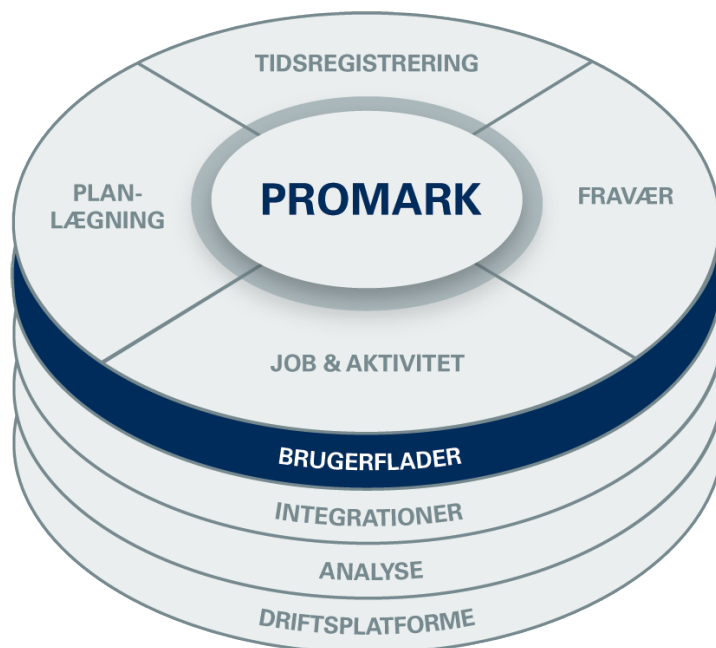 TIDSREGISTRERING
PLAN-
LÆGNING
PROMARK
FRAVÆR
JOB & AKTIVITET
BRUGERFLADER
INTEGRATIONER
ANALYSE
DRIFTSPLATFORME